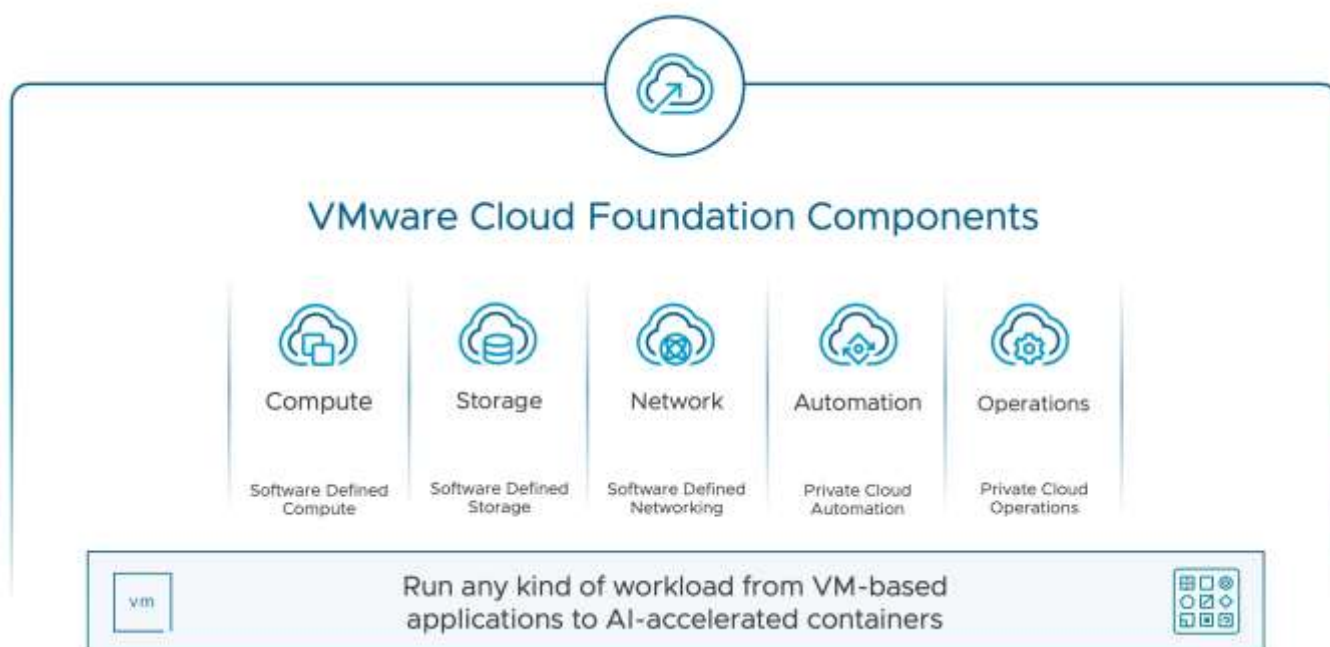 VMware Cloud Foundation Components
Compute
Storage
Network
Automation
Operations
Software Defined
Compute
Software Defined
Storage
Software Defined
Networking
Private Cloud
Automation
Private Cloud
Operations
vm
Run any kind of workload from VM-based
applications to AI-accelerated containers